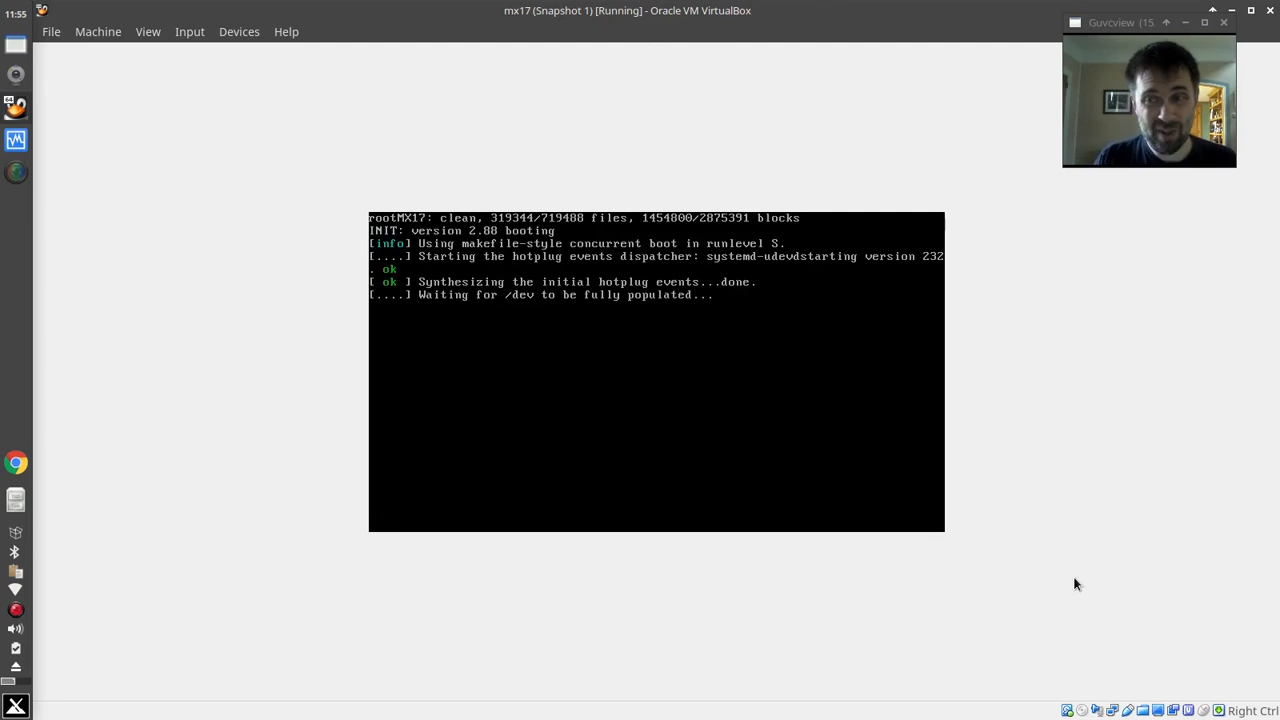 11:55
mx17 (Snapshot 1) [Running] - Oracle VM VirtualBox
File Machine View Input Devices Help
Guvcview (15
64
rootMX17: clean, 319344/719488 files, 1454800/2875391 blocks
INIT: version 2.88 booting
[info] Using makefile-style concurrent boot in runlevel S.
[....] Starting the hotplug events dispatcher: systemd-udevdstarting version 232
. ok
[ ok ] Synthesizing the initial hotplug events...done.
[....] Waiting for /dev to be fully populated...
Right Ctrl